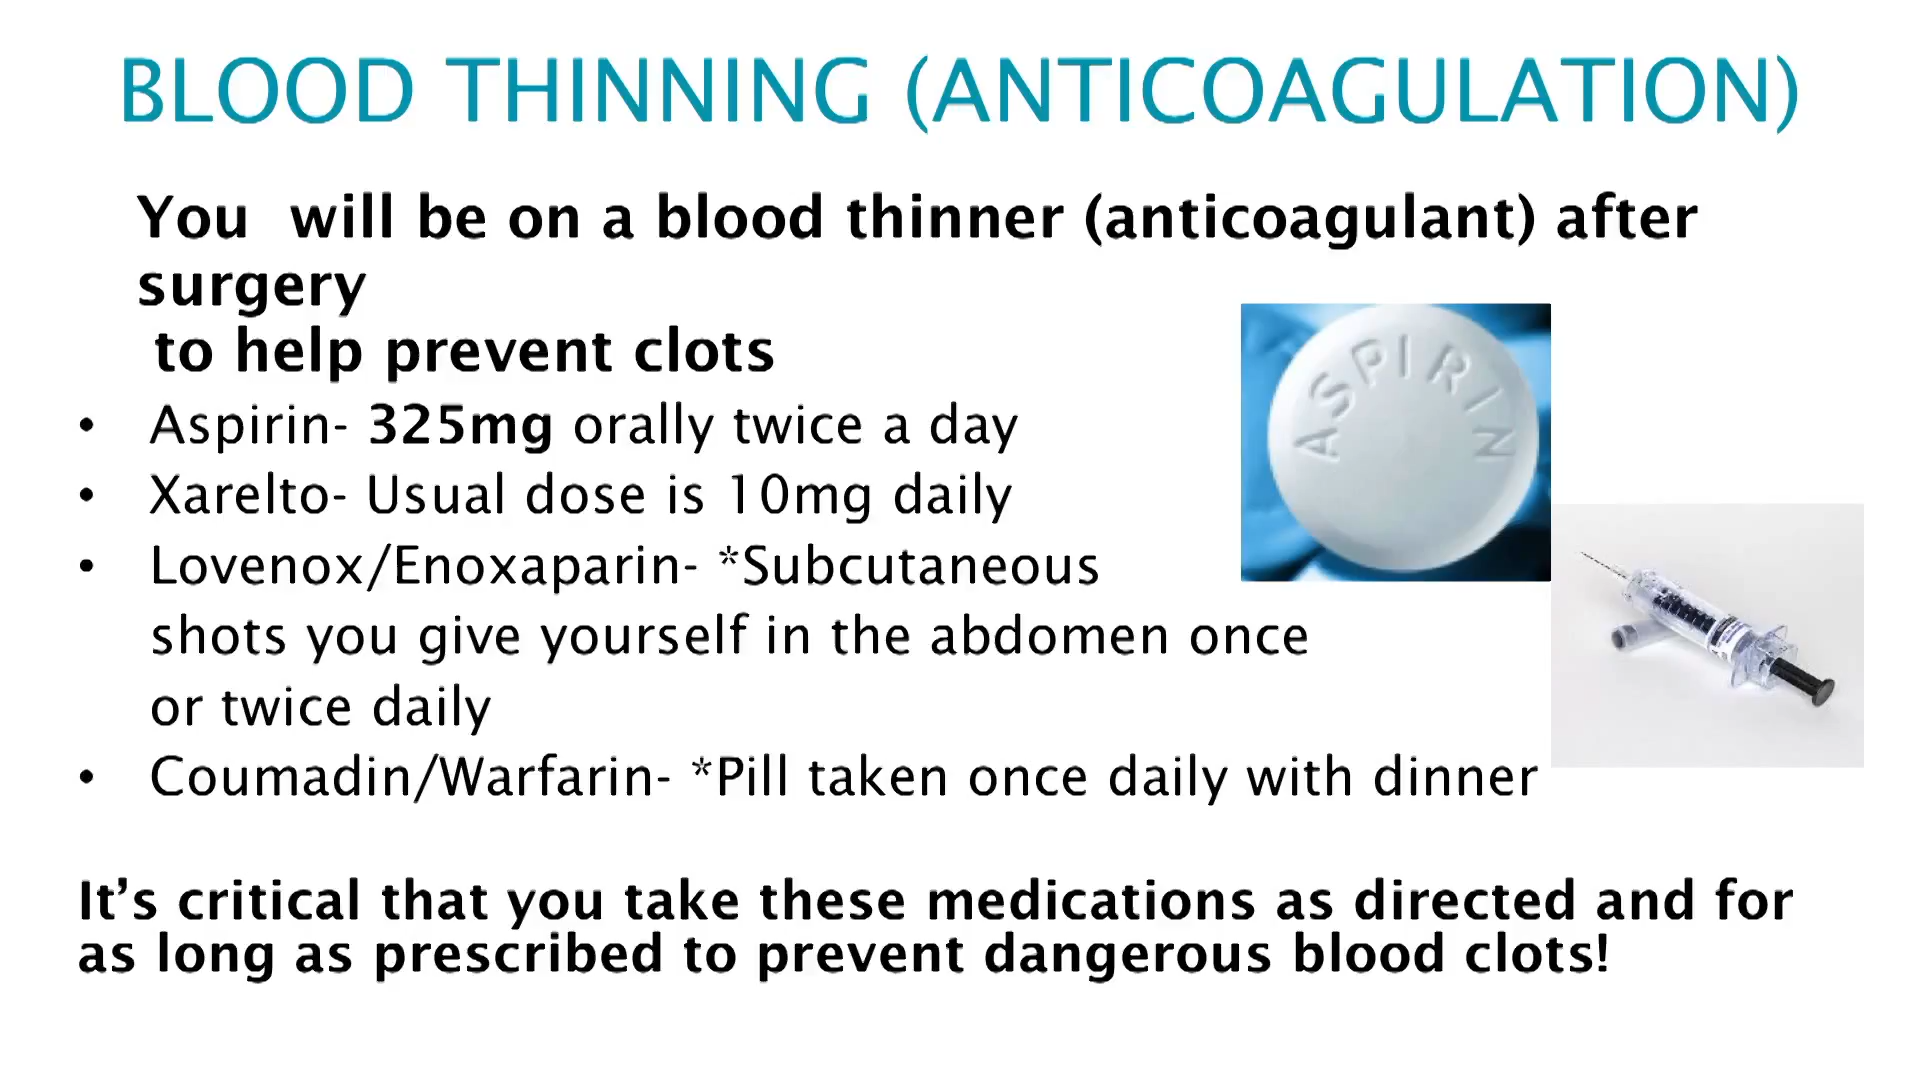 BLOOD THINNING (ANTICOAGULATION)
You will be on a blood thinner (anticoagulant) after
surgery
to help prevent clots
• Aspirin- 325mg orally twice a day
• Xarelto- Usual dose is 10mg daily
• Lovenox/Enoxaparin- *Subcutaneous
shots you give yourself in the abdomen once
or twice daily
• Coumadin/Warfarin- *Pill taken once daily with dinner
It’s critical that you take these medications as directed and for
as long as prescribed to prevent dangerous blood clots!
ASPIRIN